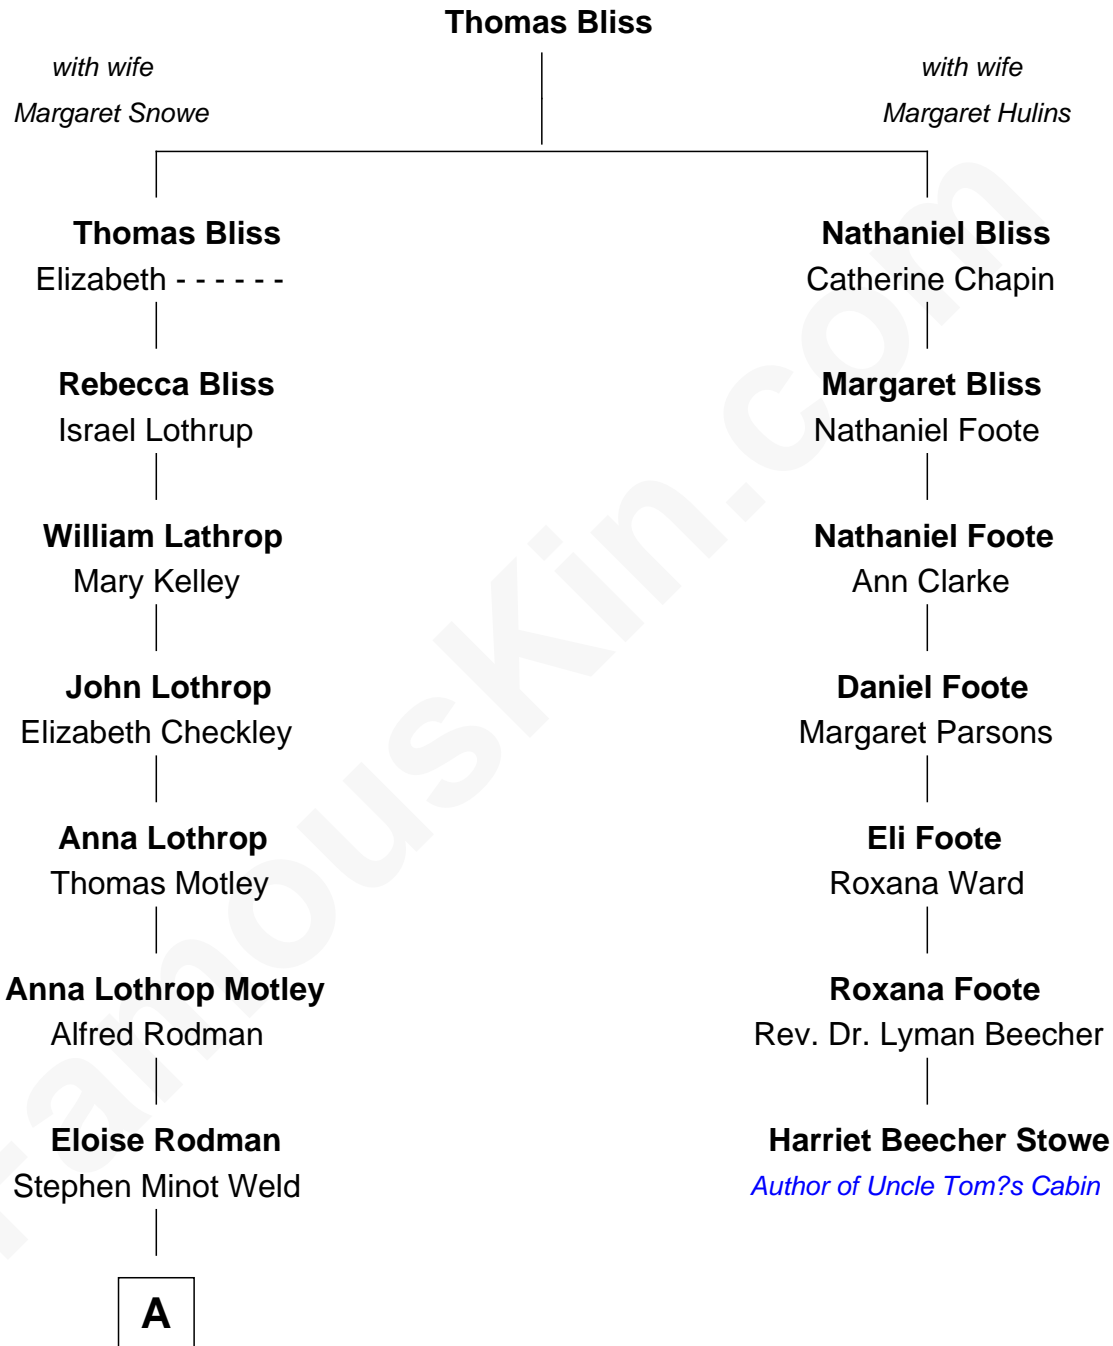 Thomas Bliss
with wife
Margaret Snowe
with wife
Margaret Hulins
Thomas Bliss
Elizabeth - - - - - -
Rebecca Bliss
Israel Lothrup
William Lathrop
Mary Kelley
John Lothrop
Elizabeth Checkley
Anna Lothrop
Thomas Motley
Anna Lothrop Motley
Alfred Rodman
Eloise Rodman
Stephen Minot Weld
A
Nathaniel Bliss
Catherine Chapin
Margaret Bliss
Nathaniel Foote
Nathaniel Foote
Ann Clarke
Daniel Foote
Margaret Parsons
Eli Foote
Roxana Ward
Roxana Foote
Rev. Dr. Lyman Beecher
Harriet Beecher Stowe
Author of Uncle Tom?s Cabin
FamousKin.com